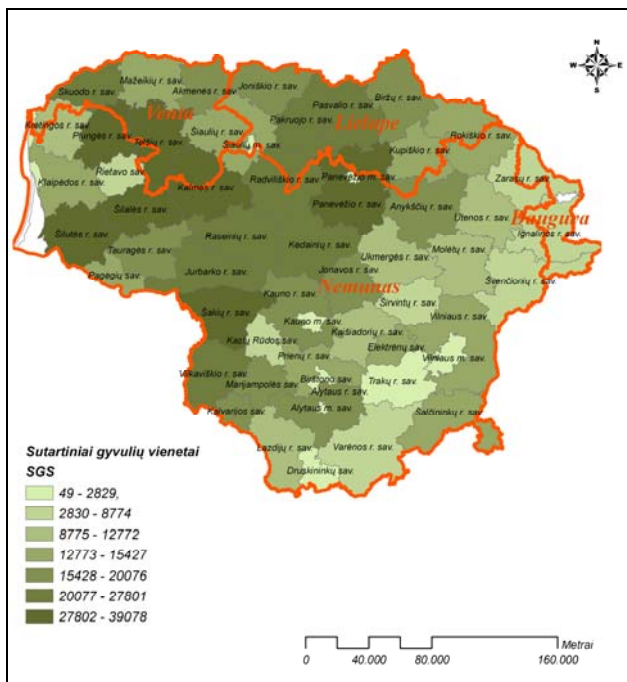 N
W E
S
Mažeikių r. sav.
Skuodo r. sav.
Akmenės r. sav.
Joniškio r. sav.
Biržų r. sav.
Pasvalio r. sav.
Venta
Lielupė
Kretingos r. sav.
Plungės r. sav.
Telšių r. sav.
Šiaulių r. sav.
Pakruojo r. sav.
Rokiškio r. sav.
Šiaulių m. sav.
Kupiškio r. sav.
Rietavo sav.
Klaipėdos r. sav.
Kelmės r. sav.
Radviliškio r. sav.
Panevėžio m. sav.
Zarasų r. sav.
Šilalės r. sav.
Panevėžio r. sav.
Anykščių r. sav.
Utenos r. sav.
Dauguva
Ignalinos r. sav.
Šilutės r. sav.
Tauragės r. sav.
Raseinių r. sav.
Kėdainių r. sav.
Ukmergės r. sav.
Molėtų r. sav.
Pagėgių sav.
Jurbarko r. sav.
Jonavos r. sav.
Švenčionių r. sav.
Nemunas
Kauno r. sav.
Širvintų r. sav.
Šakių r. sav.
Kauno m. sav.
Vilniaus r. sav.
Kaišiadorių r. sav.
Kazlų Rūdos sav.
Elektrėnų sav.
Prienų r. sav.
Vilniaus m. sav.
Vilkaviškio r. sav.
Marijampolės sav.
Birštono sav.
Trakų r. sav.
Alytaus r. sav.
Kalvarijos sav.
Alytaus m. sav.
Šalčininkų r. sav.
Lazdijų r. sav.
Varėnos r. sav.
Druskininkų sav.
Sutartiniai gyvulių vienetai
SGS
49 - 2829,
2830 - 8774
8775 - 12772
12773 - 15427
15428 - 20076
20077 - 27801
27802 - 39078
Metrai
0 40.000 80.000 160.000